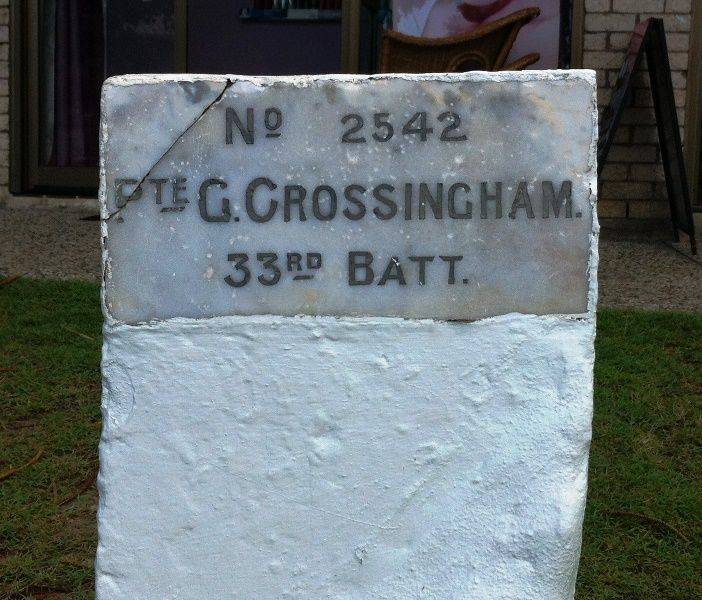 Nº 2542
PTE G. CROSSINGHAM.
33RD BATT.